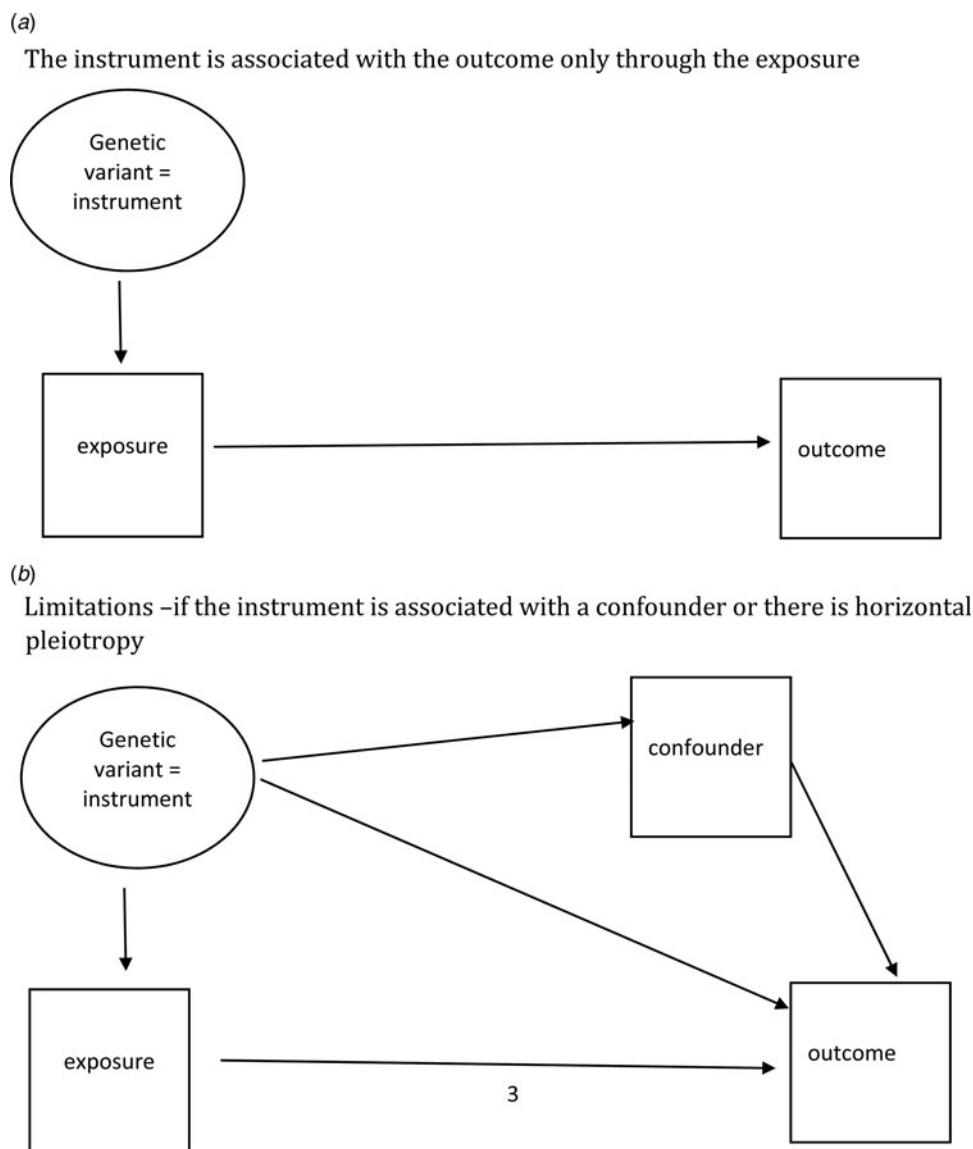 (a)
The instrument is associated with the outcome only through the exposure
Genetic
variant =
instrument
exposure
outcome
(b)
Limitations –if the instrument is associated with a confounder or there is horizontal
pleiotropy
Genetic
variant =
instrument
confounder
exposure
outcome
3